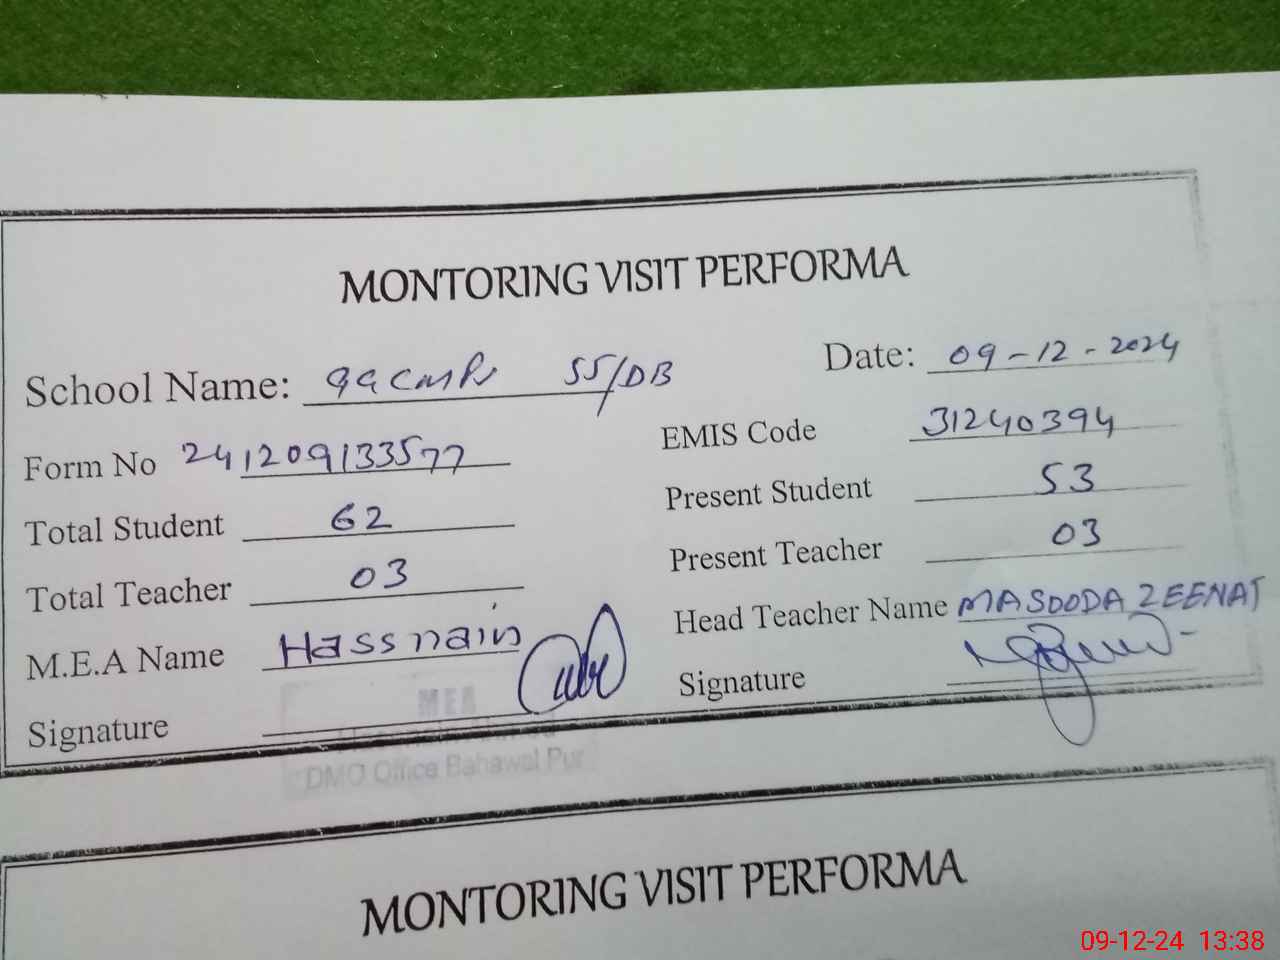 MONTORING VISIT PERFORMA
School Name: GGCMPS 55/DB Date: 09-12-2024
Form No 241209133577 EMIS Code 31240394
Total Student 62 Present Student 53
Total Teacher 03 Present Teacher 03
M.E.A Name Hassnain Head Teacher Name MASOODA ZEENAT
Signature Signature
MEA
DMO Office Bahawal Pur
MONTORING VISIT PERFORMA
09-12-24 13:38